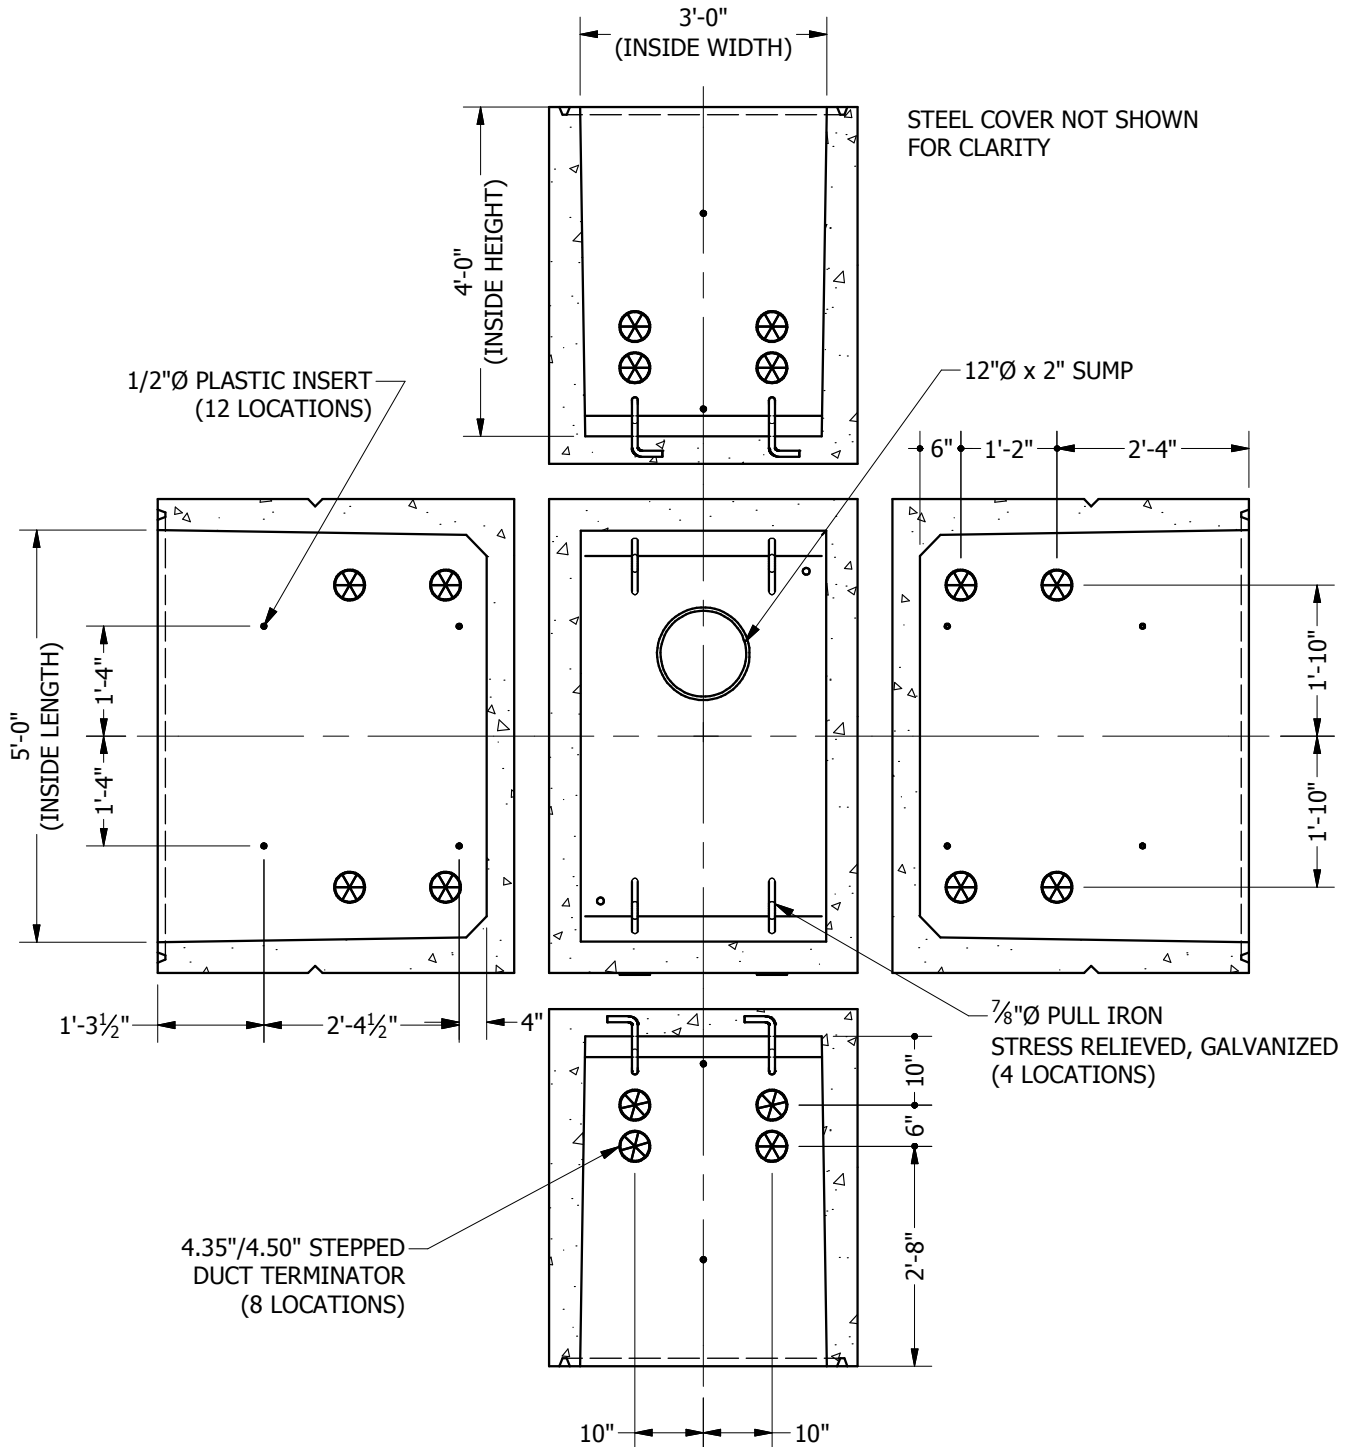 3'-0"
(INSIDE WIDTH)
STEEL COVER NOT SHOWN
FOR CLARITY
4'-0"
(INSIDE HEIGHT)
1/2"Ø PLASTIC INSERT
(12 LOCATIONS)
12"Ø x 2" SUMP
6"
1'-2"
2'-4"
5'-0"
(INSIDE LENGTH)
1'-4"
1'-4"
1'-10"
1'-10"
1'-3½"
2'-4½"
4"
⅞"Ø PULL IRON
STRESS RELIEVED, GALVANIZED
(4 LOCATIONS)
10"
6"
2'-8"
4.35"/4.50" STEPPED
DUCT TERMINATOR
(8 LOCATIONS)
10"
10"